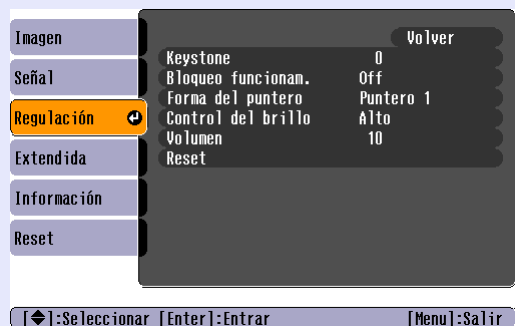 Imagen
Señal
Regulación
Extendida
Información
Reset
Volver
Keystone 0
Bloqueo funcionam. Off
Forma del puntero Puntero 1
Control del brillo Alto
Volumen 10
Reset
[◆]:Seleccionar [Enter]:Entrar [Menu]:Salir